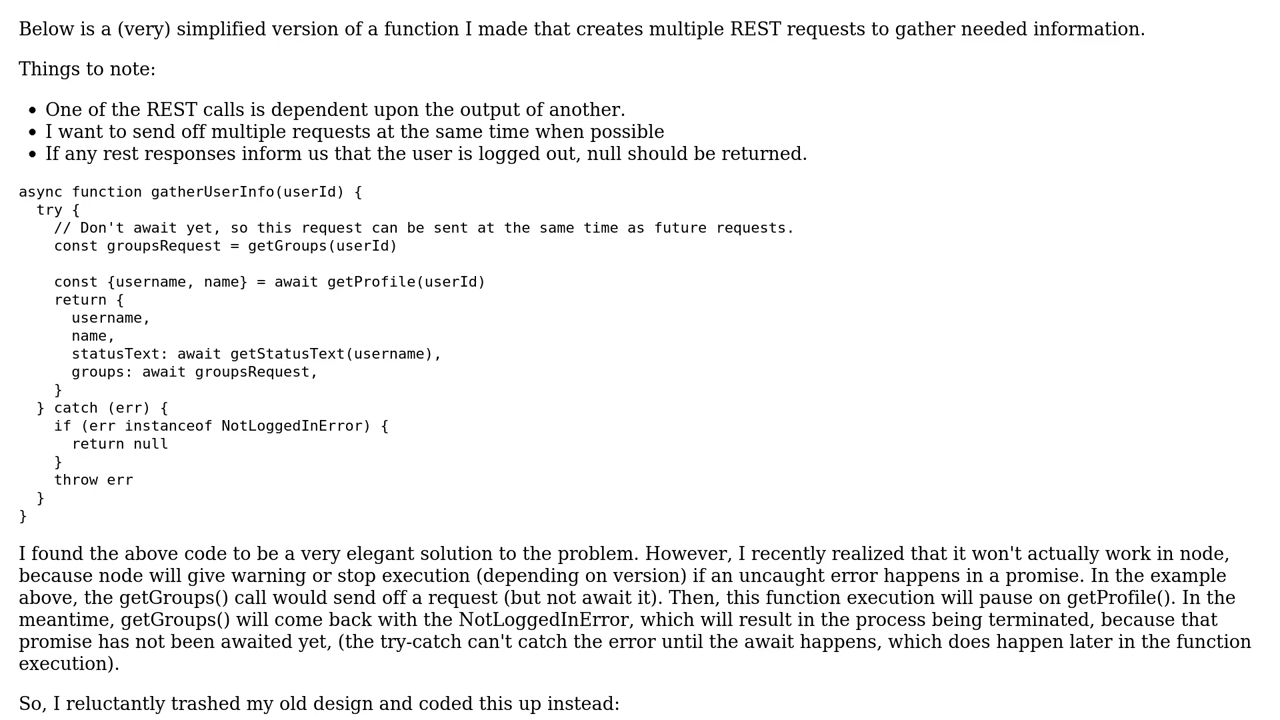 Below is a (very) simplified version of a function I made that creates multiple REST requests to gather needed information.
Things to note:
• One of the REST calls is dependent upon the output of another.
• I want to send off multiple requests at the same time when possible
• If any rest responses inform us that the user is logged out, null should be returned.
async function gatherUserInfo(userId) {
  try {
    // Don't await yet, so this request can be sent at the same time as future requests.
    const groupsRequest = getGroups(userId)

    const {username, name} = await getProfile(userId)
    return {
      username,
      name,
      statusText: await getStatusText(username),
      groups: await groupsRequest,
    }
  } catch (err) {
    if (err instanceof NotLoggedInError) {
      return null
    }
    throw err
  }
}
I found the above code to be a very elegant solution to the problem. However, I recently realized that it won't actually work in node,
because node will give warning or stop execution (depending on version) if an uncaught error happens in a promise. In the example
above, the getGroups() call would send off a request (but not await it). Then, this function execution will pause on getProfile(). In the
meantime, getGroups() will come back with the NotLoggedInError, which will result in the process being terminated, because that
promise has not been awaited yet, (the try-catch can't catch the error until the await happens, which does happen later in the function
execution).
So, I reluctantly trashed my old design and coded this up instead: